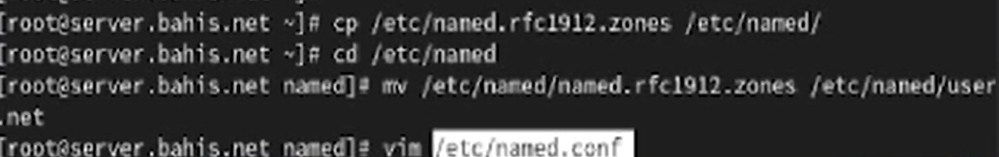 [root@server.bahis.net ~]# cp /etc/named.rfc1912.zones /etc/named/
[root@server.bahis.net ~]# cd /etc/named
[root@server.bahis.net named]# mv /etc/named/named.rfc1912.zones /etc/named/user
.net
[root@server.bahis.net named]# vim /etc/named.conf